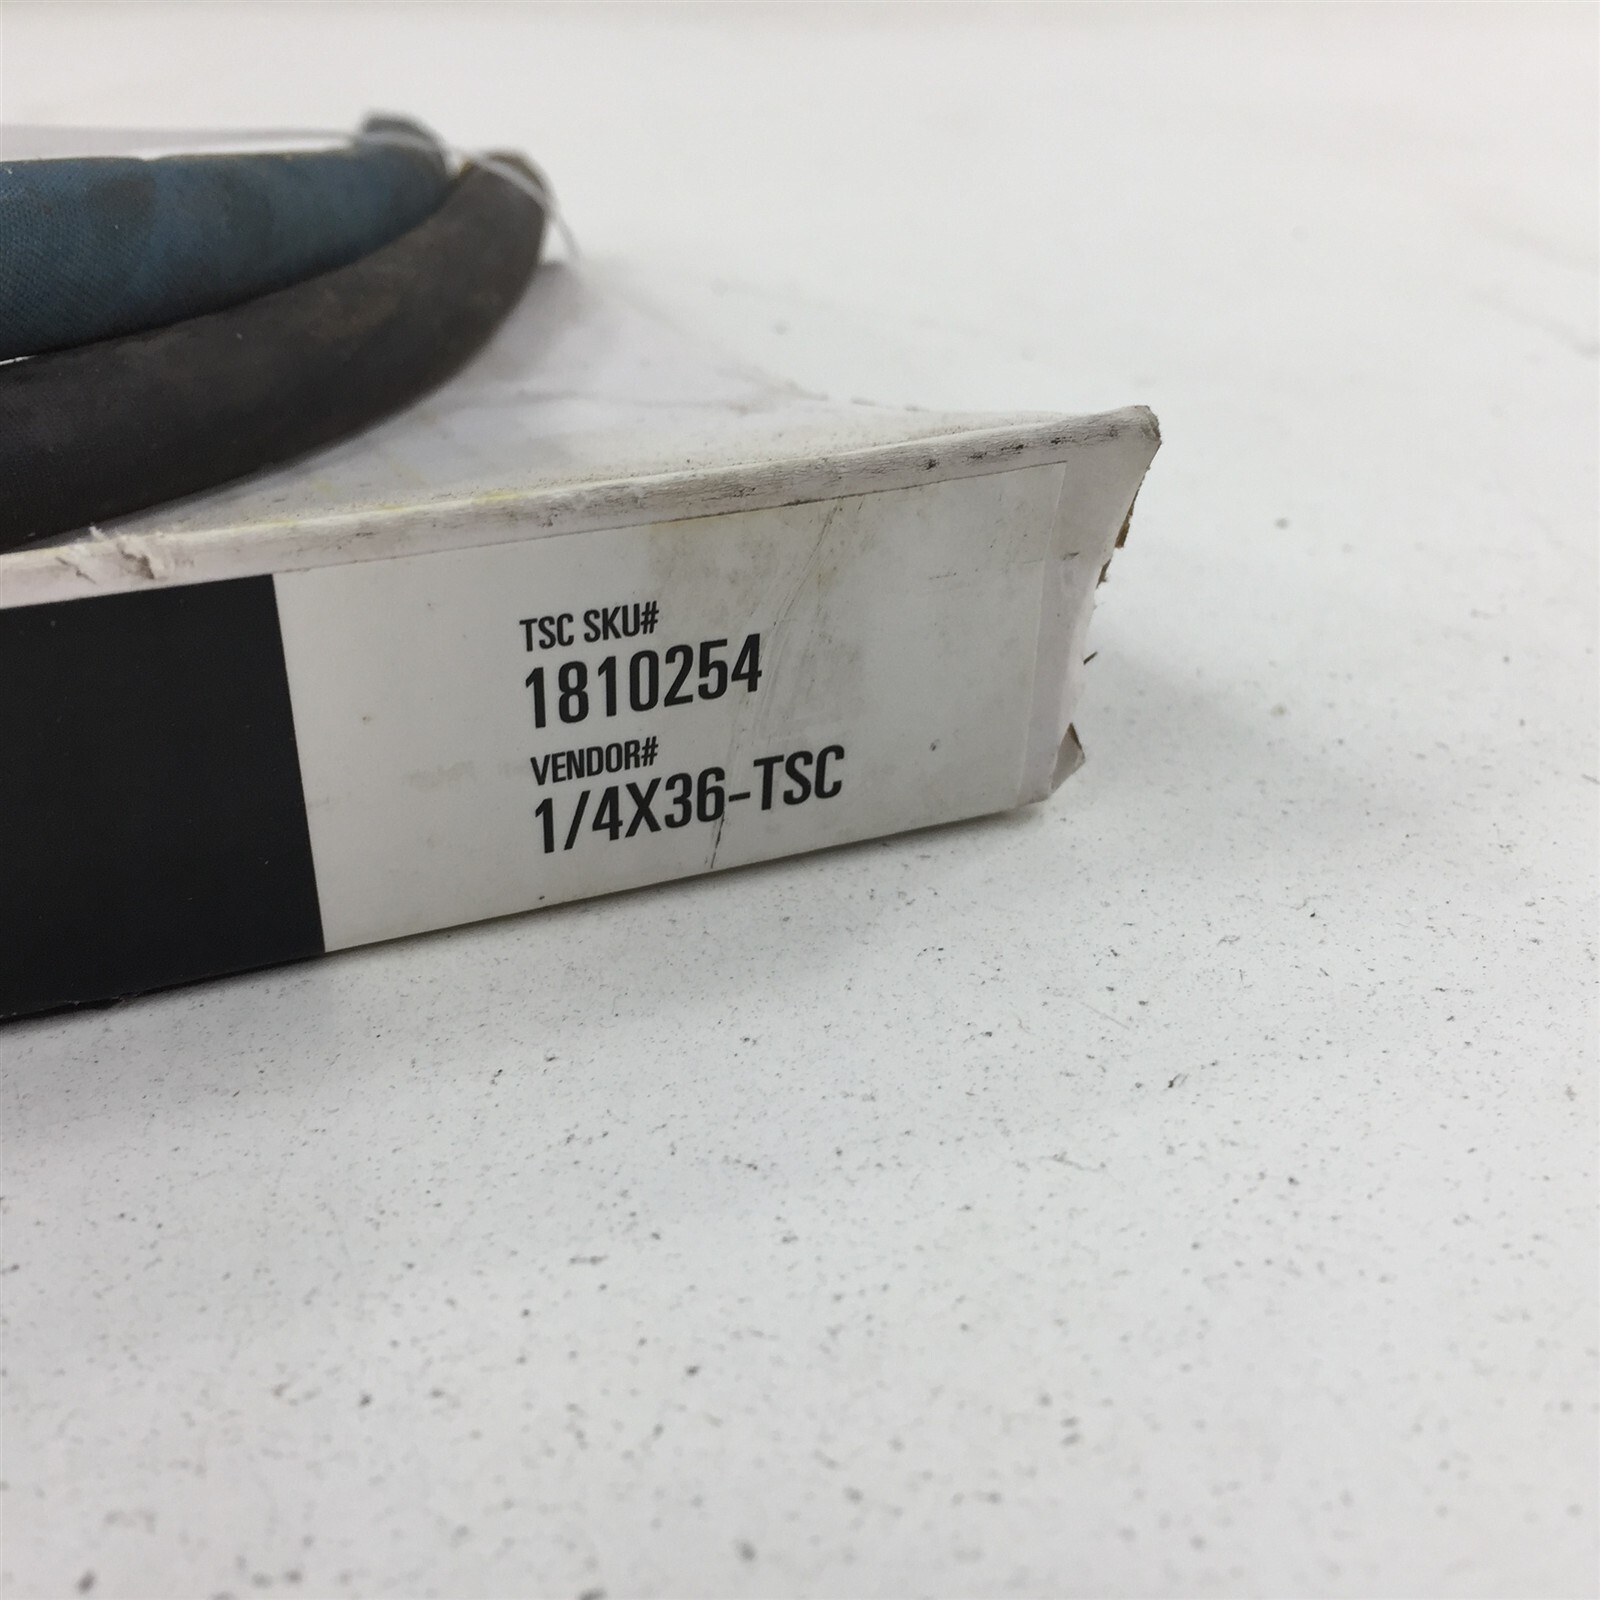 TSC SKU#
1810254
VENDOR#
1/4X36-TSC